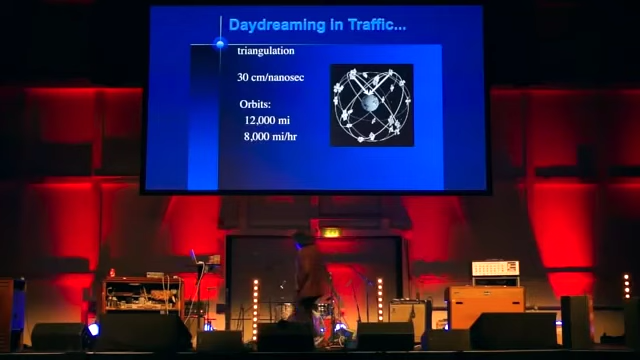 Daydreaming in Traffic...
triangulation
30 cm/nanosec
Orbits:
12,000 mi
8,000 mi/hr